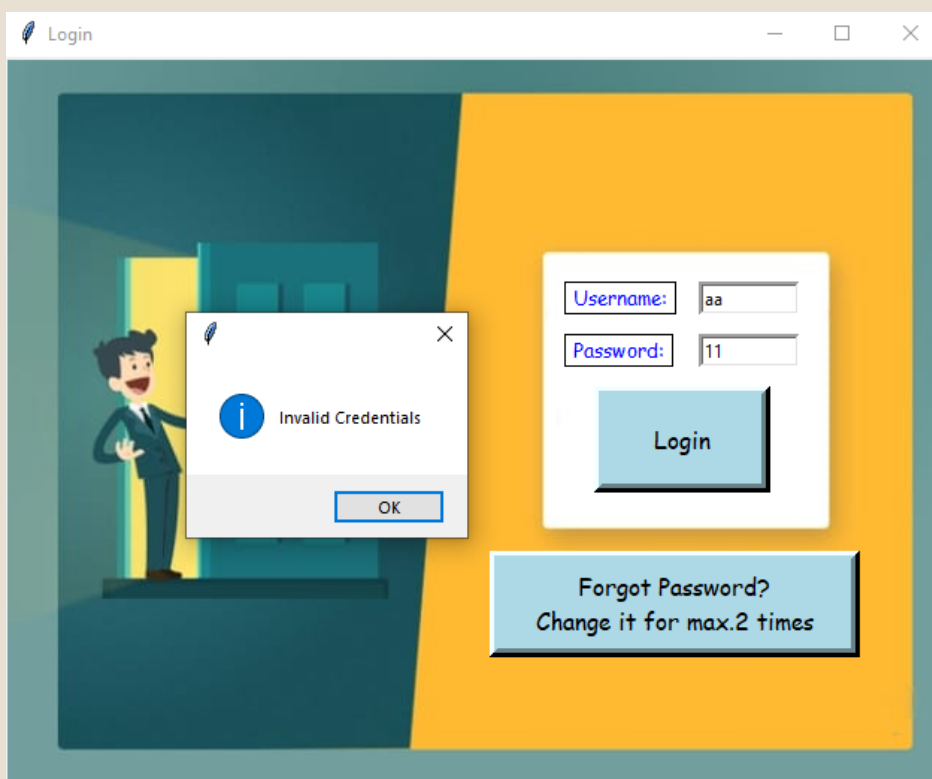 Login
Username:
aa
Password:
11
Invalid Credentials
Login
OK
Forgot Password?
Change it for max.2 times